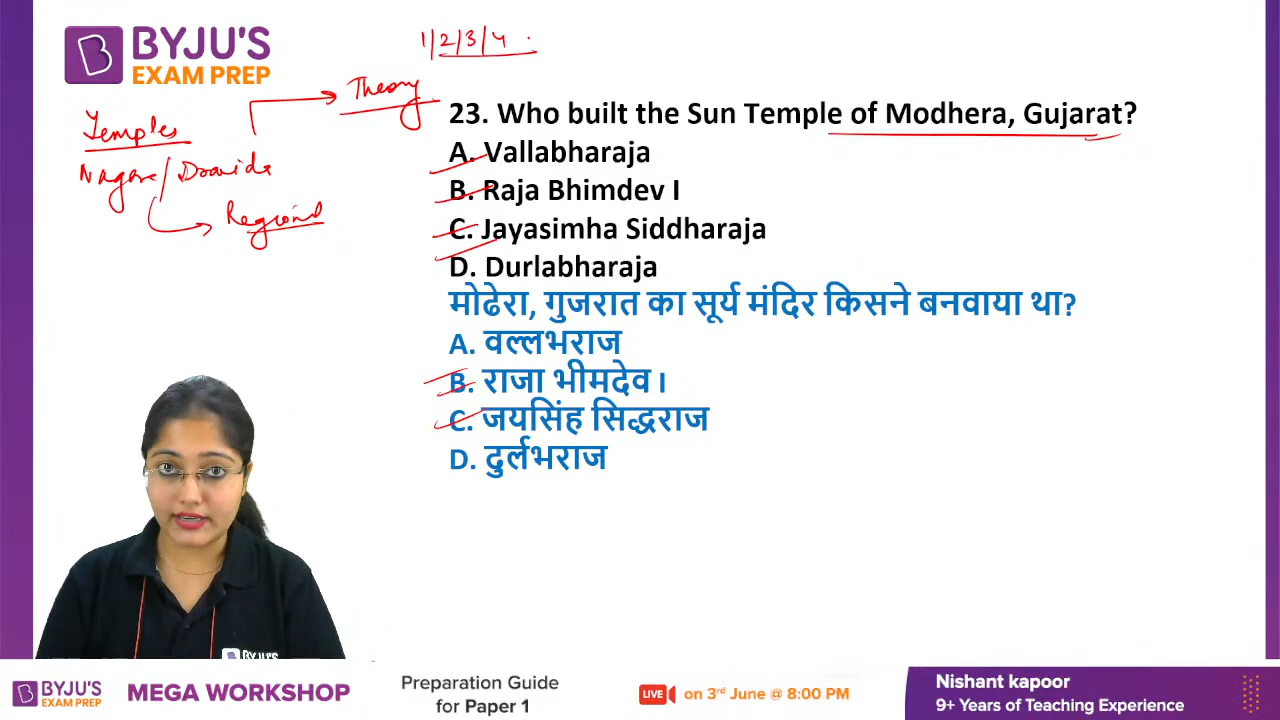 BYJU'S
EXAM PREP
1/2/3/4
Theory
Temples
Nagara/Dravida
Regional
23. Who built the Sun Temple of Modhera, Gujarat?
A. Vallabharaja
B. Raja Bhimdev I
C. Jayasimha Siddharaja
D. Durlabharaja
मोढेरा, गुजरात का सूर्य मंदिर किसने बनवाया था?
A. वल्लभराज
B. राजा भीमदेव I
C. जयसिंह सिद्धराज
D. दुर्लभराज
BYJU'S
BYJU'S
EXAM PREP
MEGA WORKSHOP
Preparation Guide
for Paper 1
LIVE on 3rd June @ 8:00 PM
Nishant kapoor
9+ Years of Teaching Experience